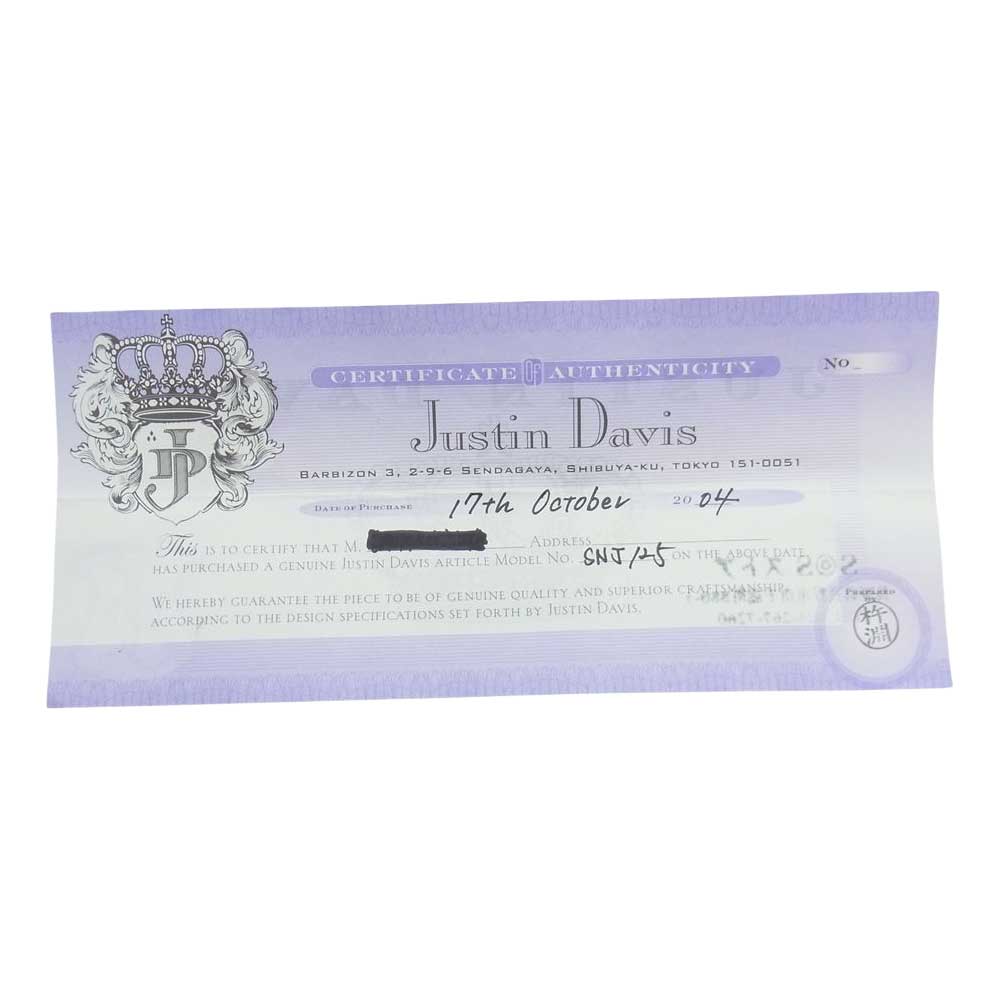 CERTIFICATE OF AUTHENTICITY
No
Justin Davis
BARBIZON 3, 2-9-6 SENDAGAYA, SHIBUYA-KU, TOKYO 151-0051
DATE OF PURCHASE 17th October 2004
This IS TO CERTIFY THAT M. ADDRESS
HAS PURCHASED A GENUINE JUSTIN DAVIS ARTICLE MODEL NO. SNJ125 ON THE ABOVE DATE
WE HEREBY GUARANTEE THE PIECE TO BE OF GENUINE QUALITY AND SUPERIOR CRAFTSMANSHIP
ACCORDING TO THE DESIGN SPECIFICATIONS SET FORTH BY JUSTIN DAVIS.
PREPARED
BY
杵淵
JD